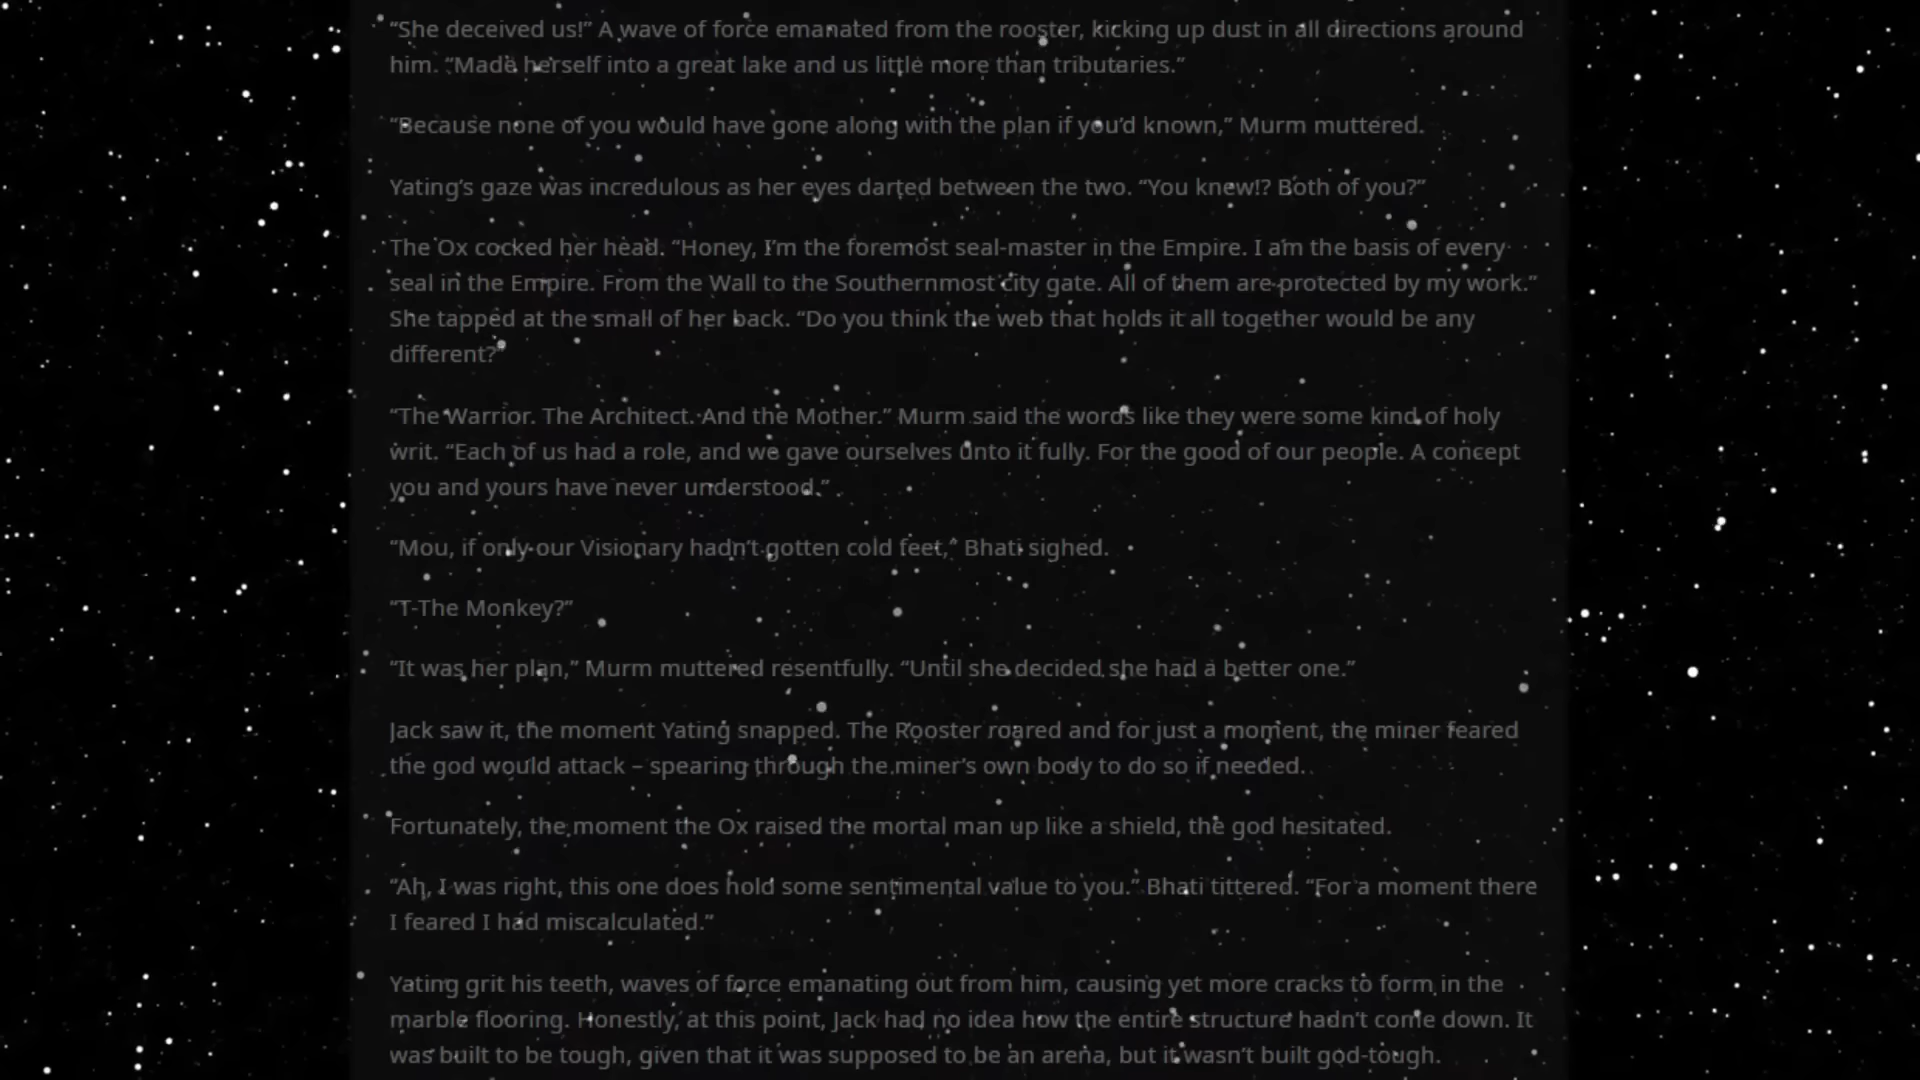 “She deceived us!” A wave of force emanated from the rooster, kicking up dust in all directions around
him. “Made herself into a great lake and us little more than tributaries.”
“Because none of you would have gone along with the plan if you’d known,” Murm muttered.
Yating’s gaze was incredulous as her eyes darted between the two. “You knew!? Both of you?”
The Ox cocked her head. “Honey, I’m the foremost seal-master in the Empire. I am the basis of every
seal in the Empire. From the Wall to the Southernmost city gate. All of them are protected by my work.”
She tapped at the small of her back. “Do you think the web that holds it all together would be any
different?”
“The Warrior. The Architect. And the Mother.” Murm said the words like they were some kind of holy
writ. “Each of us had a role, and we gave ourselves unto it fully. For the good of our people. A concept
you and yours have never understood.”
“Mou, if only our Visionary hadn’t gotten cold feet,” Bhati sighed.
“T-The Monkey?”
“It was her plan,” Murm muttered resentfully. “Until she decided she had a better one.”
Jack saw it, the moment Yating snapped. The Rooster roared and for just a moment, the miner feared
the god would attack – spearing through the miner’s own body to do so if needed.
Fortunately, the moment the Ox raised the mortal man up like a shield, the god hesitated.
“Ah, I was right, this one does hold some sentimental value to you.” Bhati tittered. “For a moment there
I feared I had miscalculated.”
Yating grit his teeth, waves of force emanating out from him, causing yet more cracks to form in the
marble flooring. Honestly, at this point, Jack had no idea how the entire structure hadn’t come down. It
was built to be tough, given that it was supposed to be an arena, but it wasn’t built god-tough.